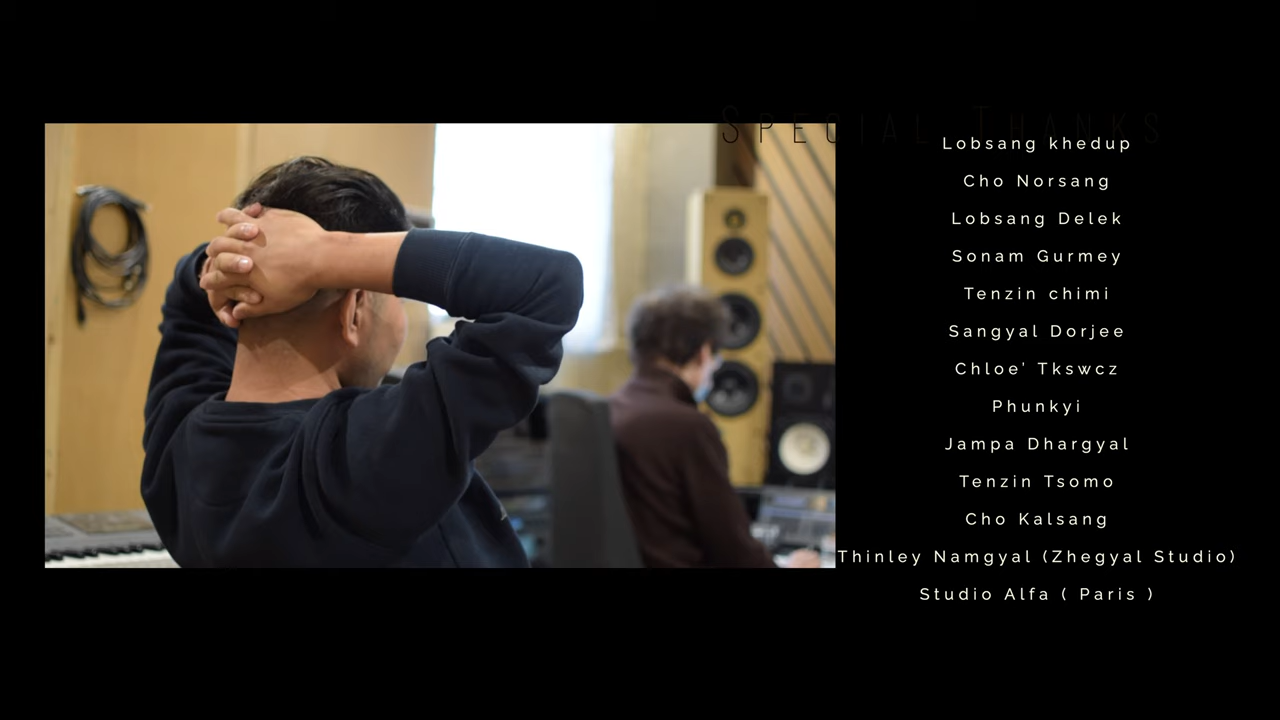 Special Thanks
Lobsang khedup
Cho Norsang
Lobsang Delek
Sonam Gurmey
Tenzin chimi
Sangyal Dorjee
Chloe' Tkswcz
Phunkyi
Jampa Dhargyal
Tenzin Tsomo
Cho Kalsang
Thinley Namgyal (Zhegyal Studio)
Studio Alfa ( Paris )